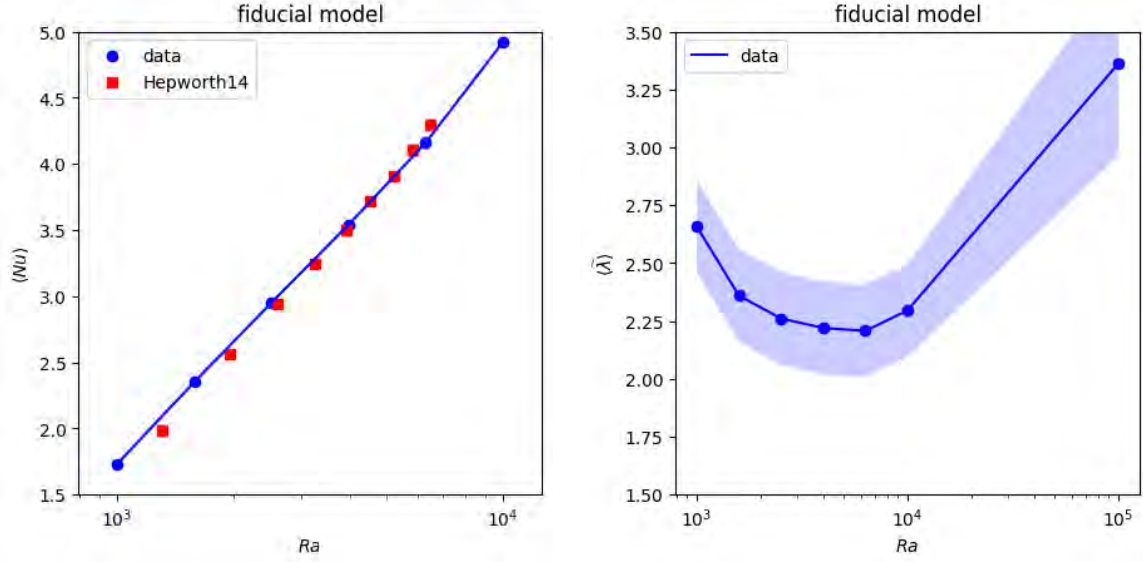 fiducial model
5.0
4.5
4.0
3.5
3.0
2.5
2.0
1.5
⟨Nu⟩
data
Hepworth14
10³
10⁴
Ra
fiducial model
3.50
3.25
3.00
2.75
2.50
2.25
2.00
1.75
1.50
⟨λ̃⟩
data
10³
10⁴
10⁵
Ra